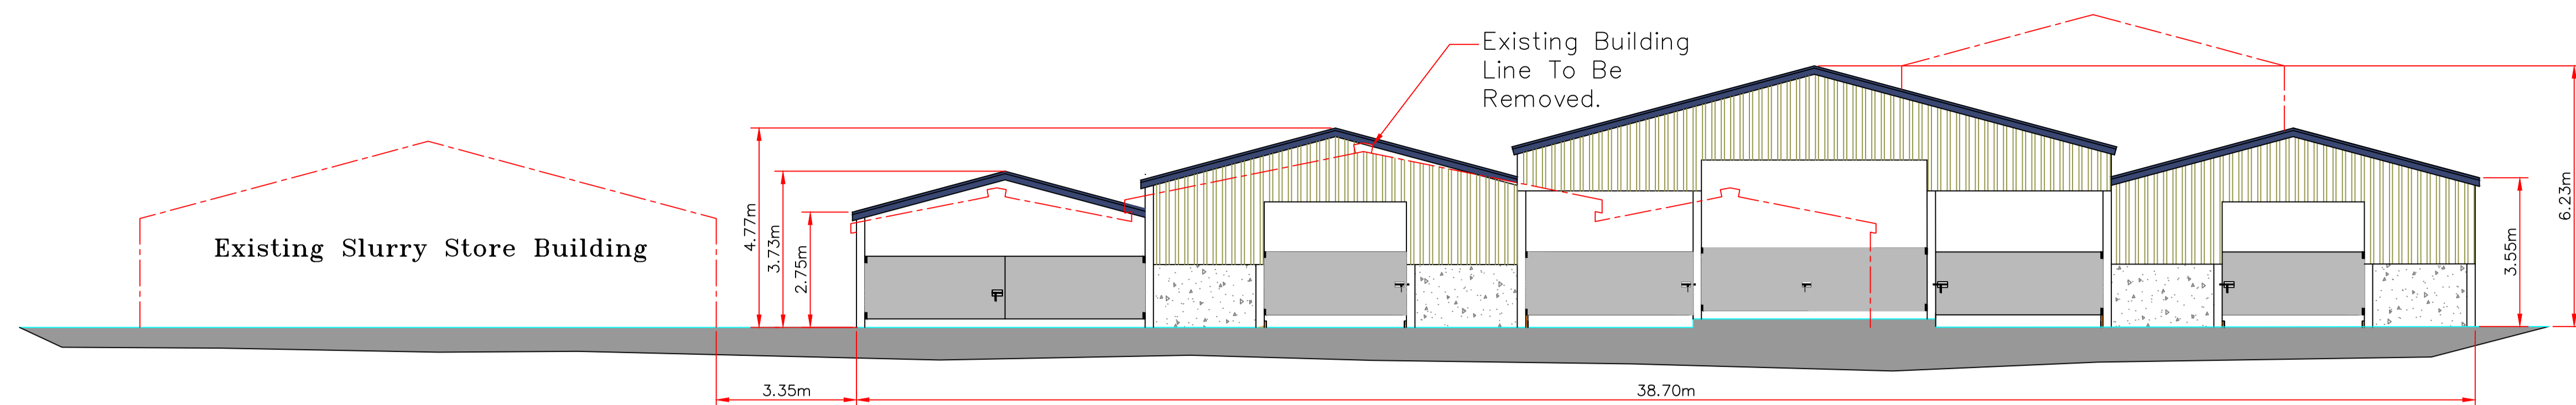 Existing Building
Line To Be
Removed.
Existing Slurry Store Building
4.77m
3.73m
2.75m
3.55m
6.23m
3.35m
38.70m